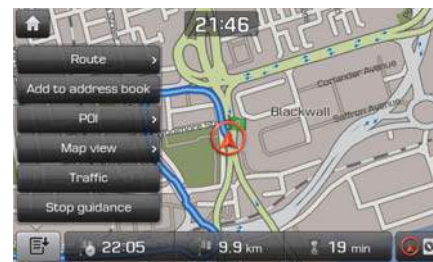 21:46
Route
Add to address book
POI
Map view
Traffic
Stop guidance
Coriander Avenue
Blackwall
Saffron Avenue
22:05
9.9 km
19 min